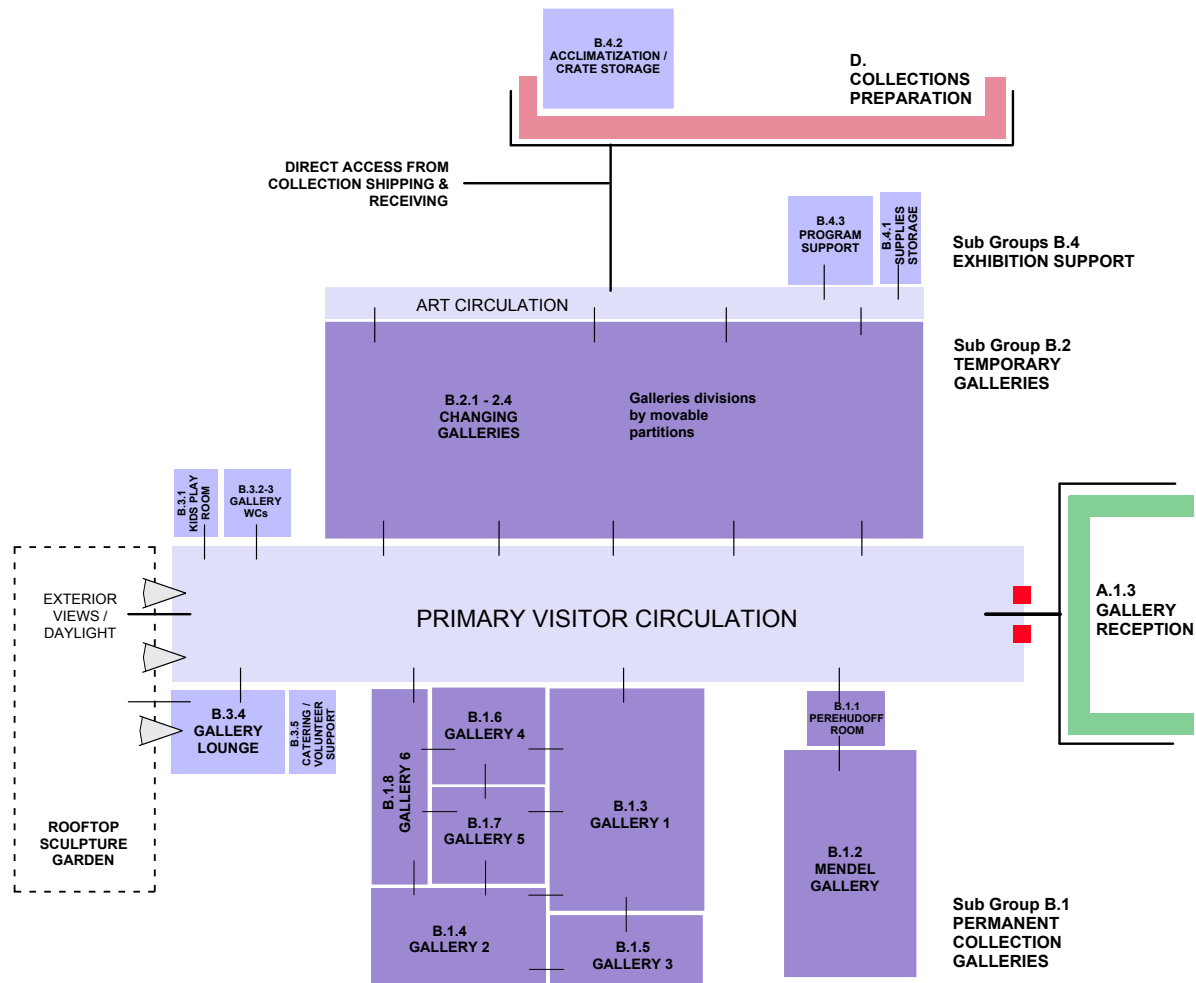 B.4.2
ACCLIMATIZATION /
CRATE STORAGE
D.
COLLECTIONS
PREPARATION
DIRECT ACCESS FROM
COLLECTION SHIPPING &
RECEIVING
B.4.3
PROGRAM
SUPPORT
B.4.1
SUPPLIES
STORAGE
Sub Groups B.4
EXHIBITION SUPPORT
ART CIRCULATION
Sub Group B.2
TEMPORARY
GALLERIES
B.2.1 - 2.4
CHANGING
GALLERIES
Galleries divisions
by movable
partitions
B.3.1
KIDS PLAY
ROOM
B.3.2-3
GALLERY
WCs
EXTERIOR
VIEWS /
DAYLIGHT
PRIMARY VISITOR CIRCULATION
A.1.3
GALLERY
RECEPTION
B.3.4
GALLERY
LOUNGE
B.3.5
CATERING /
VOLUNTEER
SUPPORT
B.1.8
GALLERY 6
B.1.6
GALLERY 4
B.1.7
GALLERY 5
B.1.3
GALLERY 1
B.1.1
PEREHUDOFF
ROOM
B.1.2
MENDEL
GALLERY
ROOFTOP
SCULPTURE
GARDEN
B.1.4
GALLERY 2
B.1.5
GALLERY 3
Sub Group B.1
PERMANENT
COLLECTION
GALLERIES